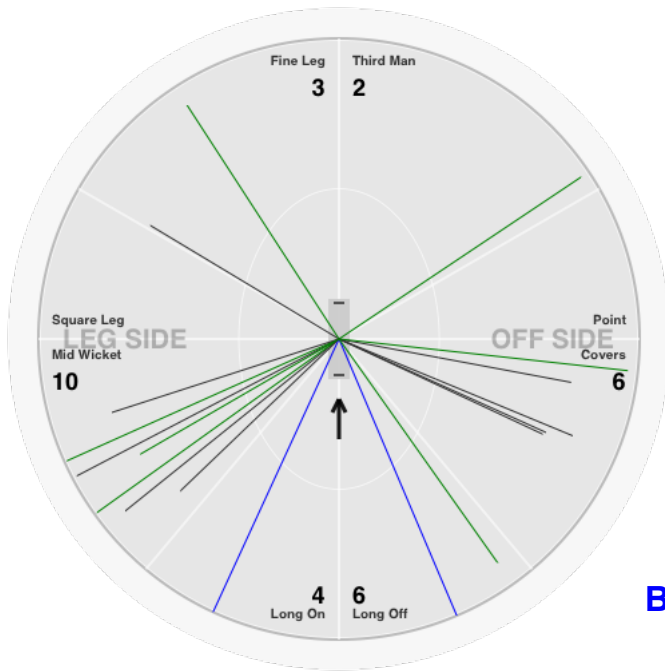 Fine Leg Third Man
3 2
Square Leg Point
LEG SIDE OFF SIDE
Mid Wicket Covers
10 6
4 6
Long On Long Off
B